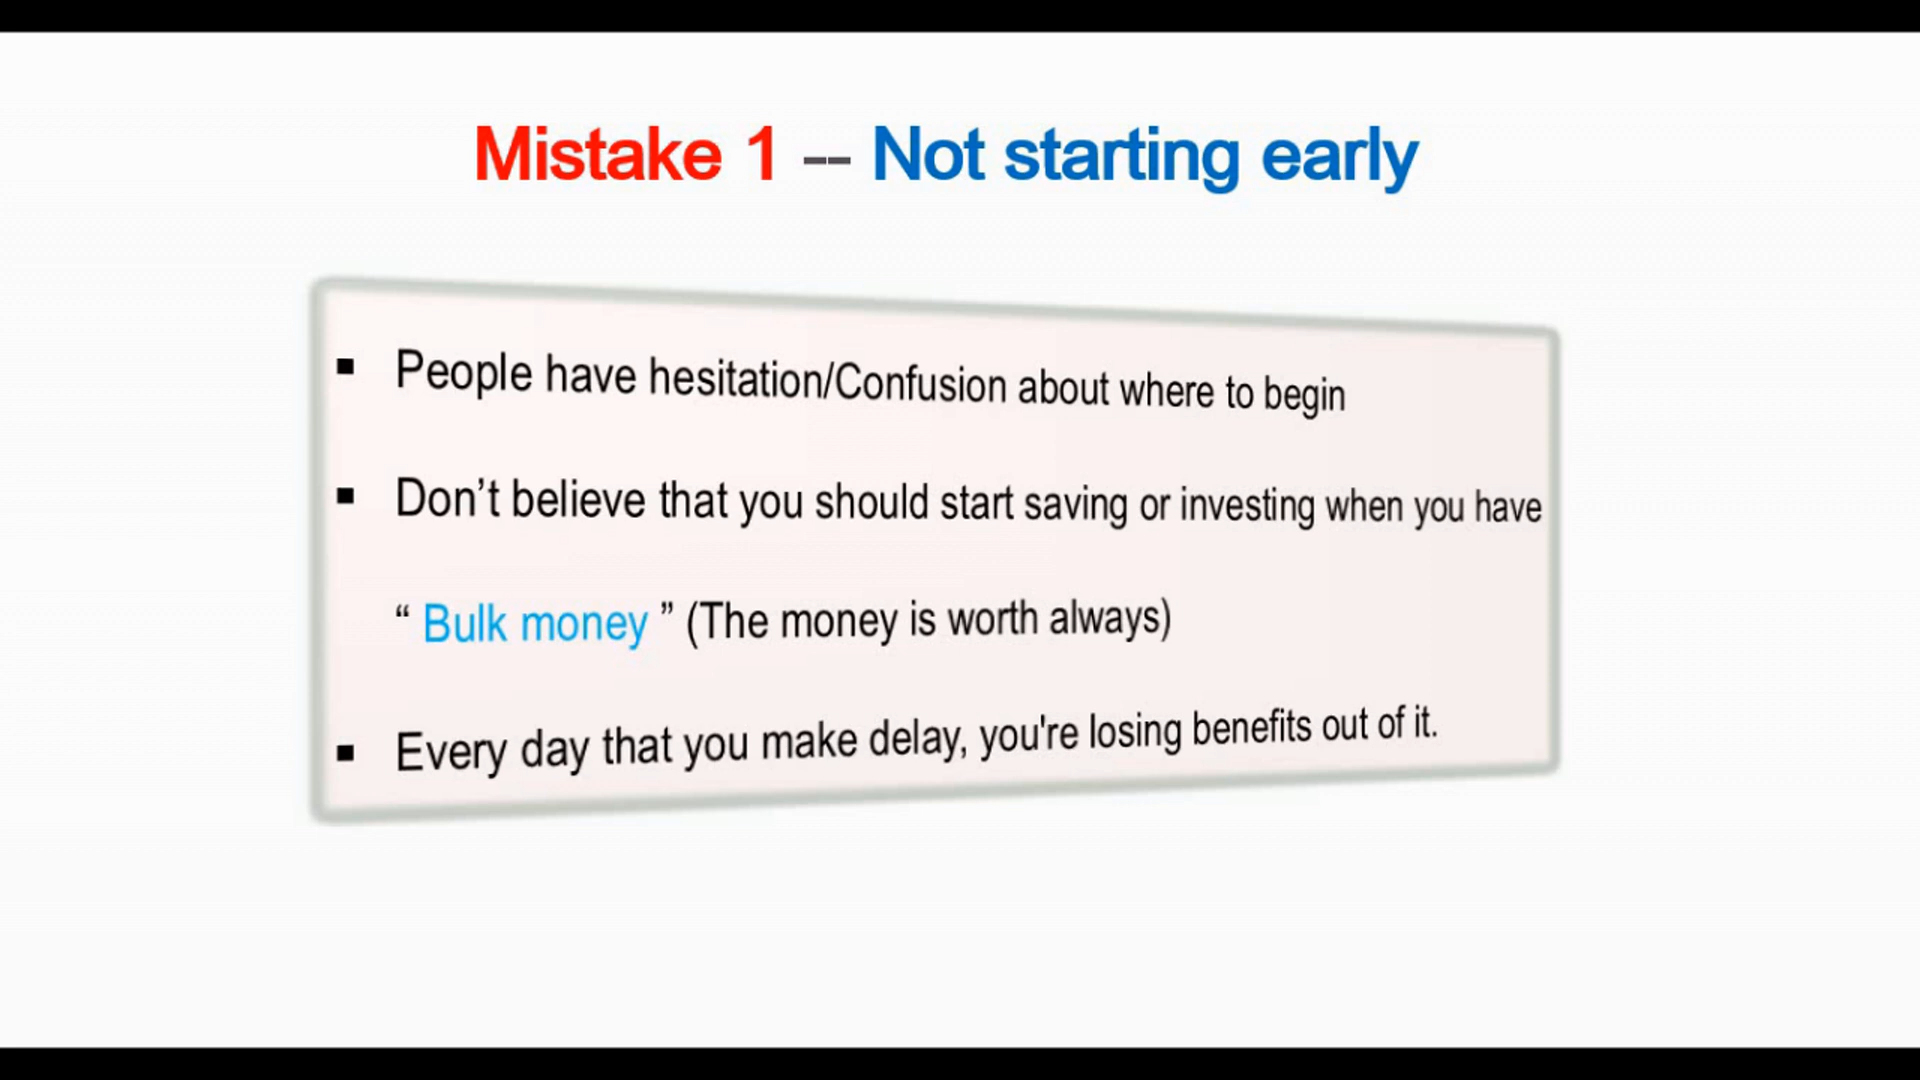 Mistake 1 -- Not starting early
▪ People have hesitation/Confusion about where to begin
▪ Don’t believe that you should start saving or investing when you have
“ Bulk money ” (The money is worth always)
▪ Every day that you make delay, you're losing benefits out of it.